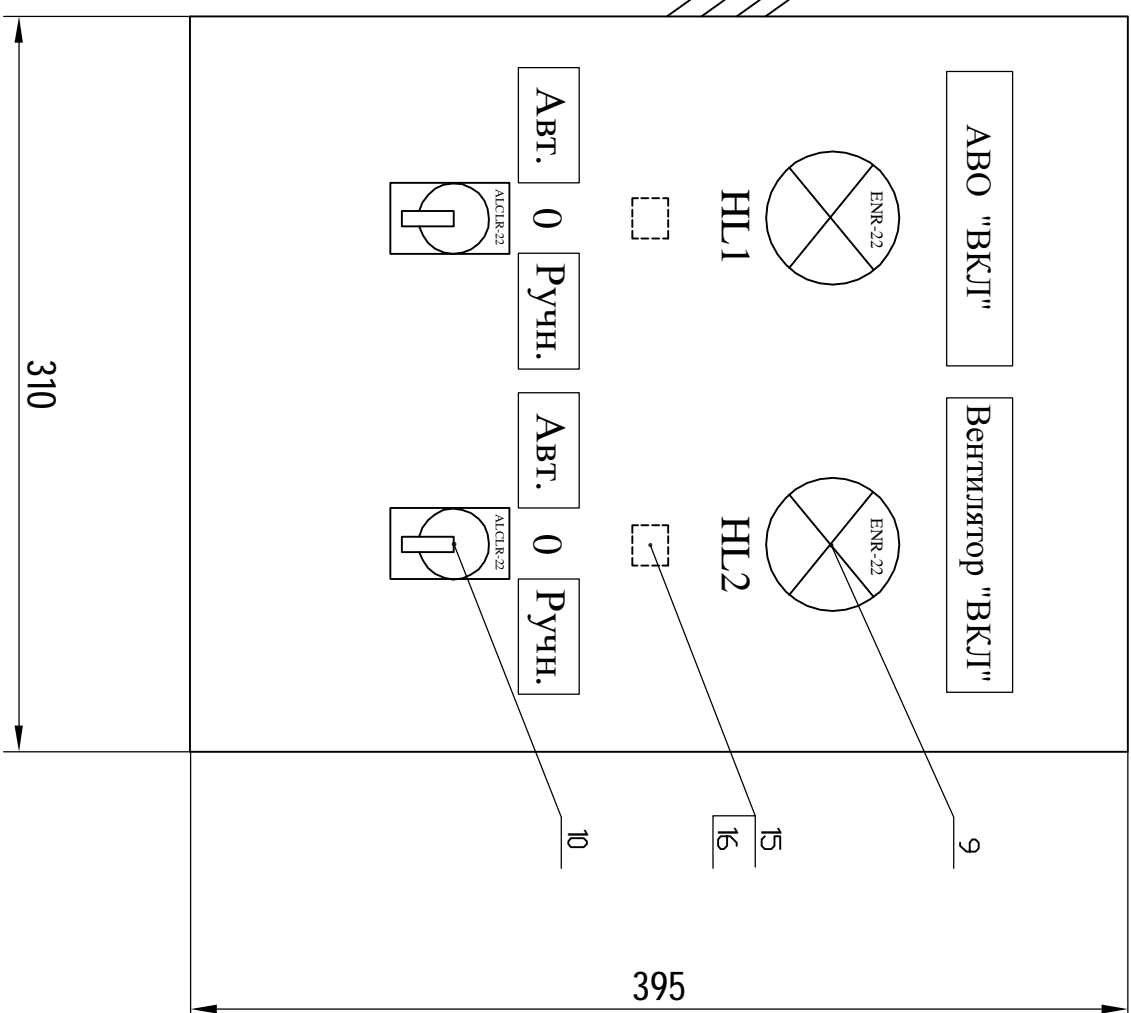 АВО "ВКЛ"
Вентилятор "ВКЛ"
ENR-22
ENR-22
HL1
HL2
Авт.
0
Ручн.
Авт.
0
Ручн.
ALCLR-22
ALCLR-22
9
15
16
10
310
395